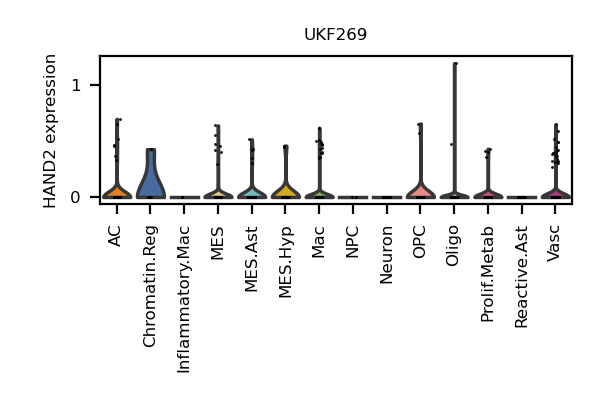 UKF269
HAND2 expression
1
0
AC
Chromatin.Reg
Inflammatory.Mac
MES
MES.Ast
MES.Hyp
Mac
NPC
Neuron
OPC
Oligo
Prolif.Metab
Reactive.Ast
Vasc